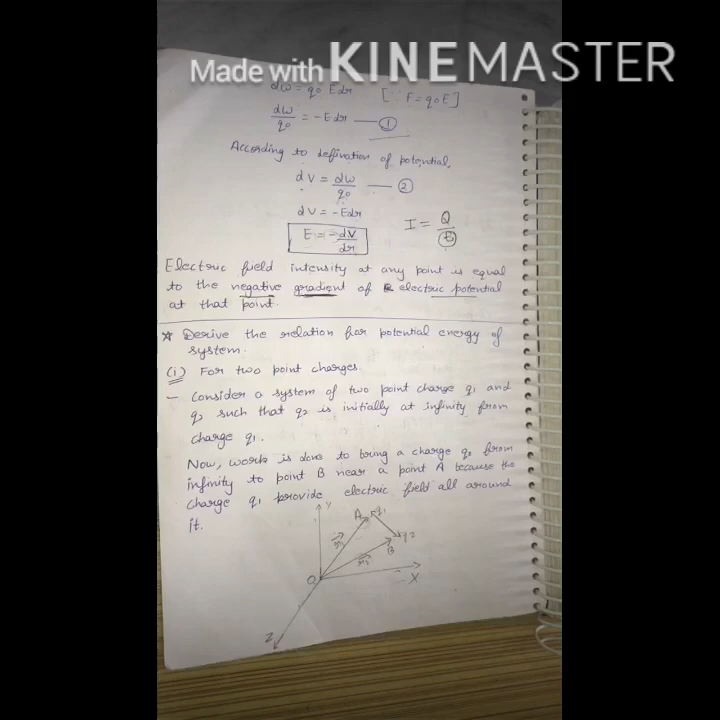 Made with KINEMASTER
dW = q₀ Edr [∵ F = q₀E]
dW/q₀ = -Edr — ①
According to defination of potential,
dV = dW/q₀ — ②
dV = -Edr
E = -dV/dr
I = Q/t
Electric field intensity at any point is equal
to the negative gradient of electric potential
at that point.
☆ Derive the relation for potential energy of
system.
(i) For two point charges
- Consider a system of two point charge q₁ and
q₂ such that q₂ is initially at infinity from
charge q₁.
Now, work is done to bring a charge q₂ from
infinity to point B near a point A because the
charge q₁ provide electric field all around
it.
Y
A q₁
q₂
B
O
X
Z